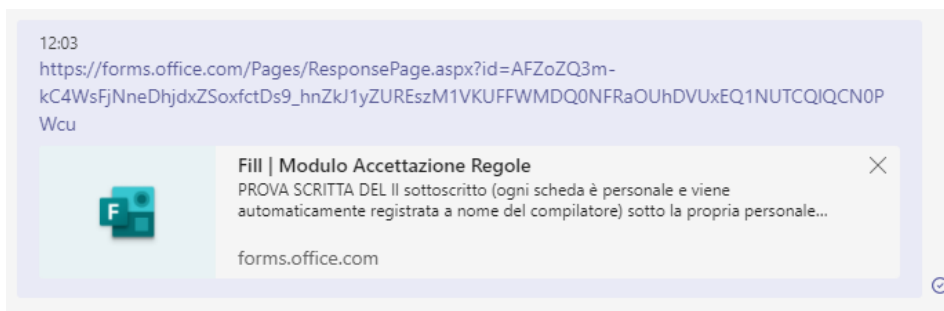 12:03
https://forms.office.com/Pages/ResponsePage.aspx?id=AFZoZQ3m-
kC4WsFjNneDhjdxZSoxfctDs9_hnZkJ1yZUREszM1VKUFFWMDQ0NFRaOUhDVUxEQ1NUTCQlQCN0P
Wcu
Fill | Modulo Accettazione Regole
PROVA SCRITTA DEL Il sottoscritto (ogni scheda è personale e viene
automaticamente registrata a nome del compilatore) sotto la propria personale...
F
forms.office.com